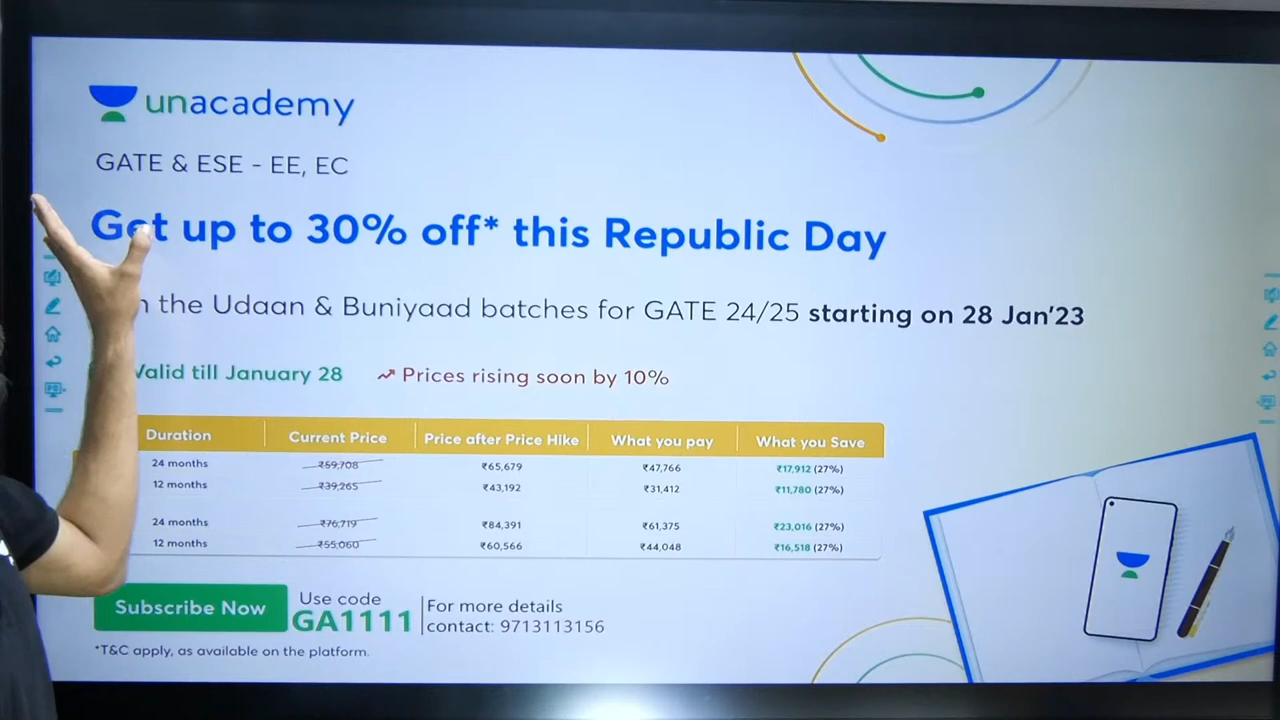 unacademy
GATE & ESE - EE, EC
Get up to 30% off* this Republic Day
the Udaan & Buniyaad batches for GATE 24/25 starting on 28 Jan'23
Valid till January 28 Prices rising soon by 10%
Duration Current Price Price after Price Hike What you pay What you Save
24 months ₹59,708 ₹65,679 ₹47,766 ₹17,912 (27%)
12 months ₹39,265 ₹43,192 ₹31,412 ₹11,780 (27%)
24 months ₹76,719 ₹84,391 ₹61,375 ₹23,016 (27%)
12 months ₹55,060 ₹60,566 ₹44,048 ₹16,518 (27%)
Subscribe Now
Use code
GA1111
For more details
contact: 9713113156
*T&C apply, as available on the platform.